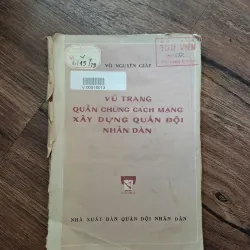 VÕ NGUYÊN GIÁP
VŨ TRANG
QUẦN CHÚNG CÁCH MẠNG
XÂY DỰNG QUÂN ĐỘI
NHÂN DÂN
NHÀ XUẤT BẢN QUÂN ĐỘI NHÂN DÂN